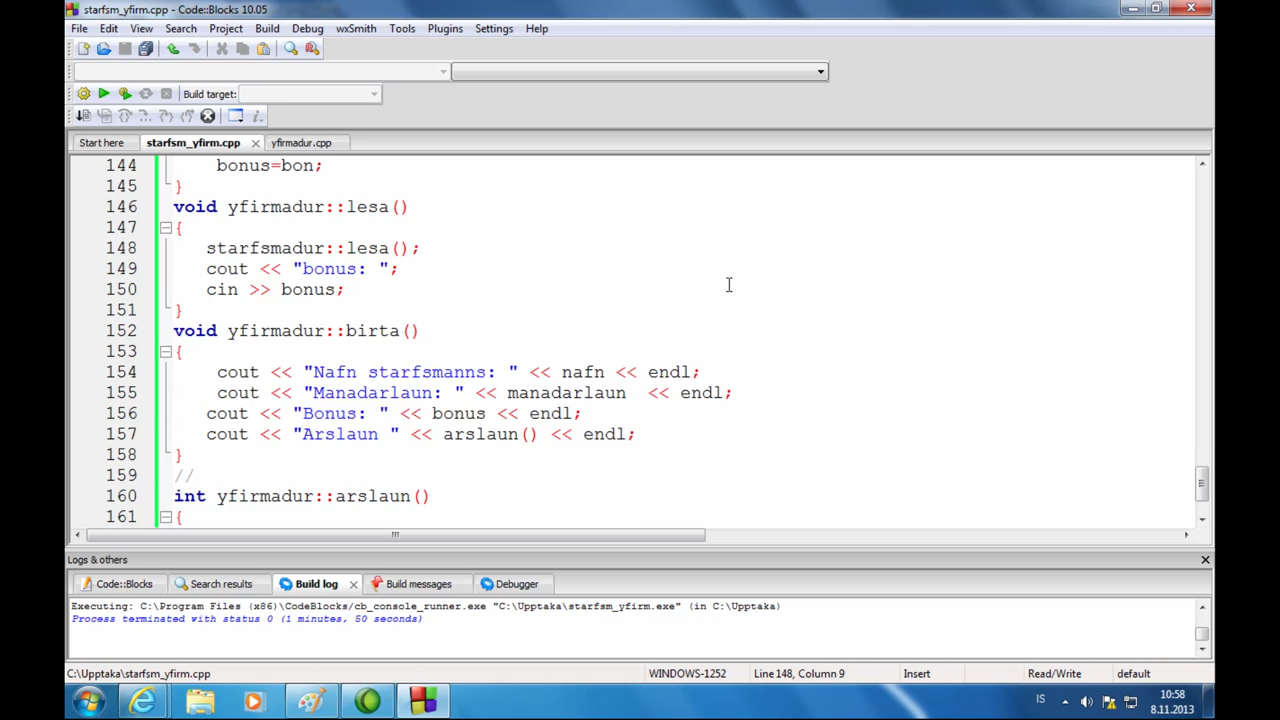 starfsm_yfirm.cpp - Code::Blocks 10.05
File Edit View Search Project Build Debug wxSmith Tools Plugins Settings Help
Build target:
Start here starfsm_yfirm.cpp yfirmadur.cpp
144 bonus=bon;
145 }
146 void yfirmadur::lesa()
147 {
148 starfsmadur::lesa();
149 cout << "bonus: ";
150 cin >> bonus;
151 }
152 void yfirmadur::birta()
153 {
154 cout << "Nafn starfsmanns: " << nafn << endl;
155 cout << "Manadarlaun: " << manadarlaun  << endl;
156 cout << "Bonus: " << bonus << endl;
157 cout << "Arslaun " << arslaun() << endl;
158 }
159 //
160 int yfirmadur::arslaun()
161 {
Logs & others
Code::Blocks Search results Build log Build messages Debugger
Executing: C:\Program Files (x86)\CodeBlocks/cb_console_runner.exe "C:\Upptaka\starfsm_yfirm.exe" (in C:\Upptaka)
Process terminated with status 0 (1 minutes, 50 seconds)
C:\Upptaka\starfsm_yfirm.cpp WINDOWS-1252 Line 148, Column 9 Insert Read/Write default
IS 10:58
8.11.2013